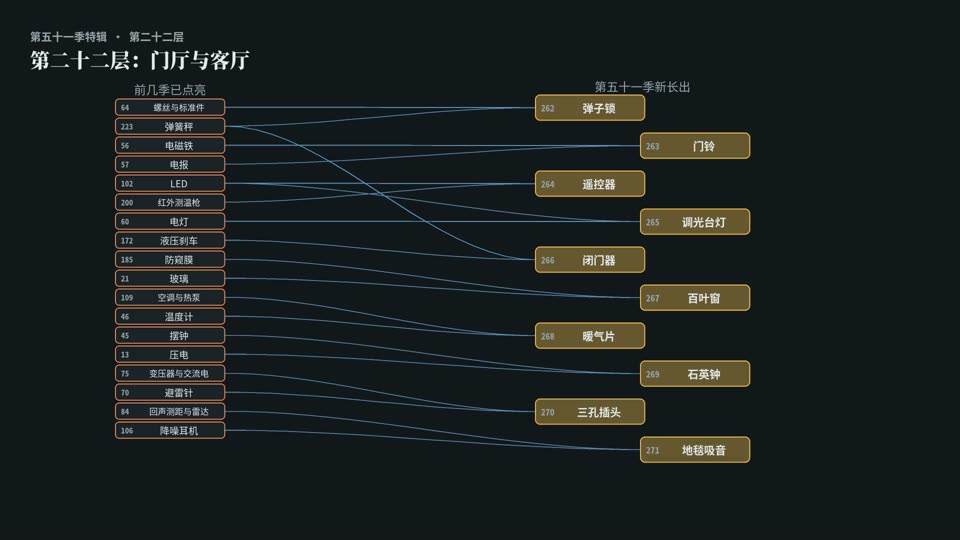 第五十一季特辑 · 第二十二层
第二十二层：门厅与客厅
前几季已点亮
第五十一季新长出
64 螺丝与标准件
223 弹簧秤
56 电磁铁
57 电报
102 LED
200 红外测温枪
60 电灯
172 液压刹车
185 防窥膜
21 玻璃
109 空调与热泵
46 温度计
45 摆钟
13 压电
75 变压器与交流电
70 避雷针
84 回声测距与雷达
106 降噪耳机
262 弹子锁
263 门铃
264 遥控器
265 调光台灯
266 闭门器
267 百叶窗
268 暖气片
269 石英钟
270 三孔插头
271 地毯吸音